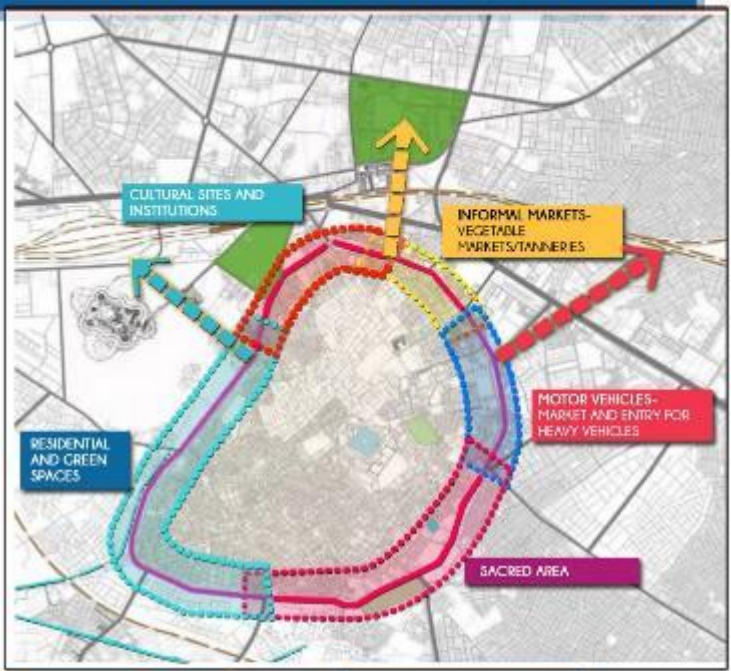 CULTURAL SITES AND
INSTITUTIONS
INFORMAL MARKETS-
VEGETABLE
MARKETS/TANNERIES
MOTOR VEHICLES-
MARKET AND ENTRY FOR
HEAVY VEHICLES
RESIDENTIAL
AND GREEN
SPACES
SACRED AREA